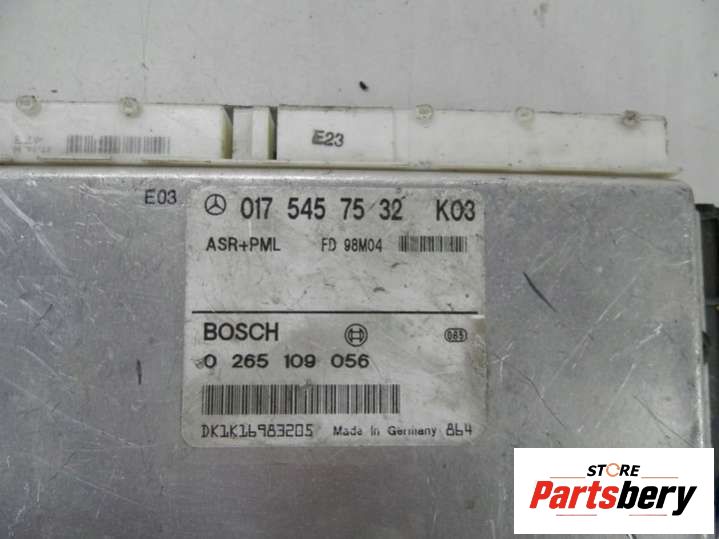 E23
E03
017 545 75 32 K03
ASR+PML FD 98M04
BOSCH 085
0 265 109 056
DK1K16983205 Made In Germany 864
STORE
Partsbery